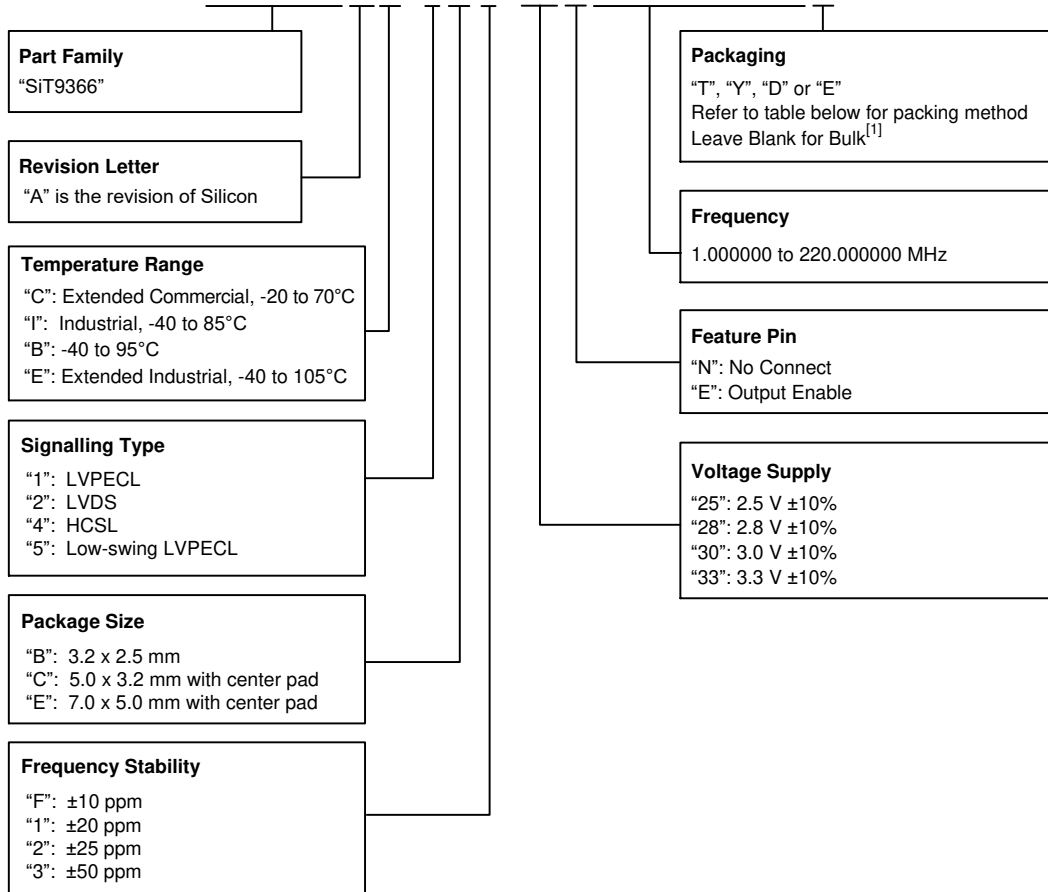 Part Family
“SiT9366”
Revision Letter
“A” is the revision of Silicon
Temperature Range
“C”: Extended Commercial, -20 to 70°C
“I”: Industrial, -40 to 85°C
“B”: -40 to 95°C
“E”: Extended Industrial, -40 to 105°C
Signalling Type
“1”: LVPECL
“2”: LVDS
“4”: HCSL
“5”: Low-swing LVPECL
Package Size
“B”: 3.2 x 2.5 mm
“C”: 5.0 x 3.2 mm with center pad
“E”: 7.0 x 5.0 mm with center pad
Frequency Stability
“F”: ±10 ppm
“1”: ±20 ppm
“2”: ±25 ppm
“3”: ±50 ppm
Packaging
“T”, “Y”, “D” or “E”
Refer to table below for packing method
Leave Blank for Bulk[1]
Frequency
1.000000 to 220.000000 MHz
Feature Pin
“N”: No Connect
“E”: Output Enable
Voltage Supply
“25”: 2.5 V ±10%
“28”: 2.8 V ±10%
“30”: 3.0 V ±10%
“33”: 3.3 V ±10%